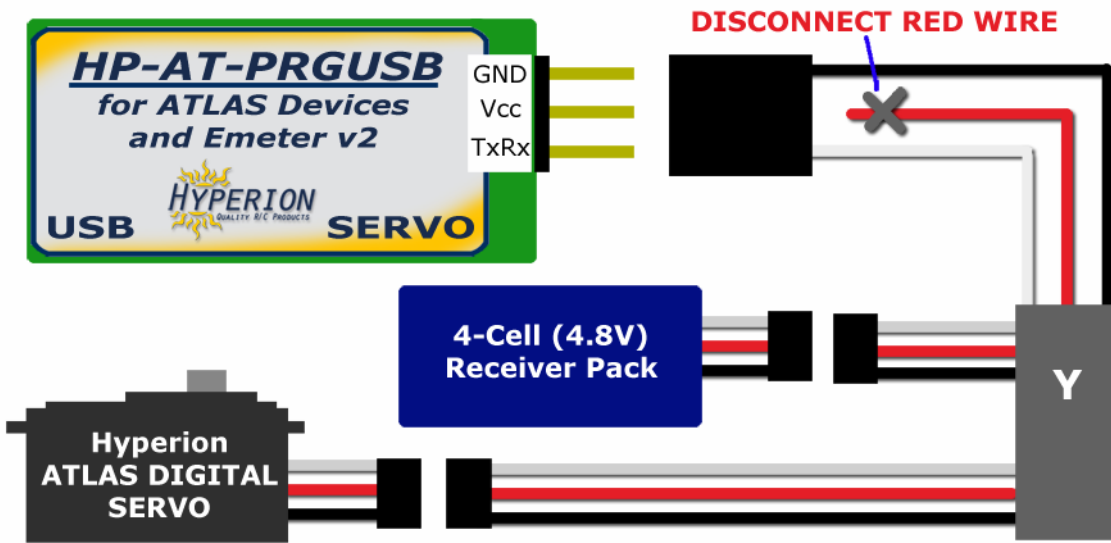 DISCONNECT RED WIRE
HP-AT-PRGUSB
for ATLAS Devices
and Emeter v2
HYPERION
QUALITY R/C PRODUCTS
USB
SERVO
GND
Vcc
TxRx
4-Cell (4.8V)
Receiver Pack
Y
Hyperion
ATLAS DIGITAL
SERVO